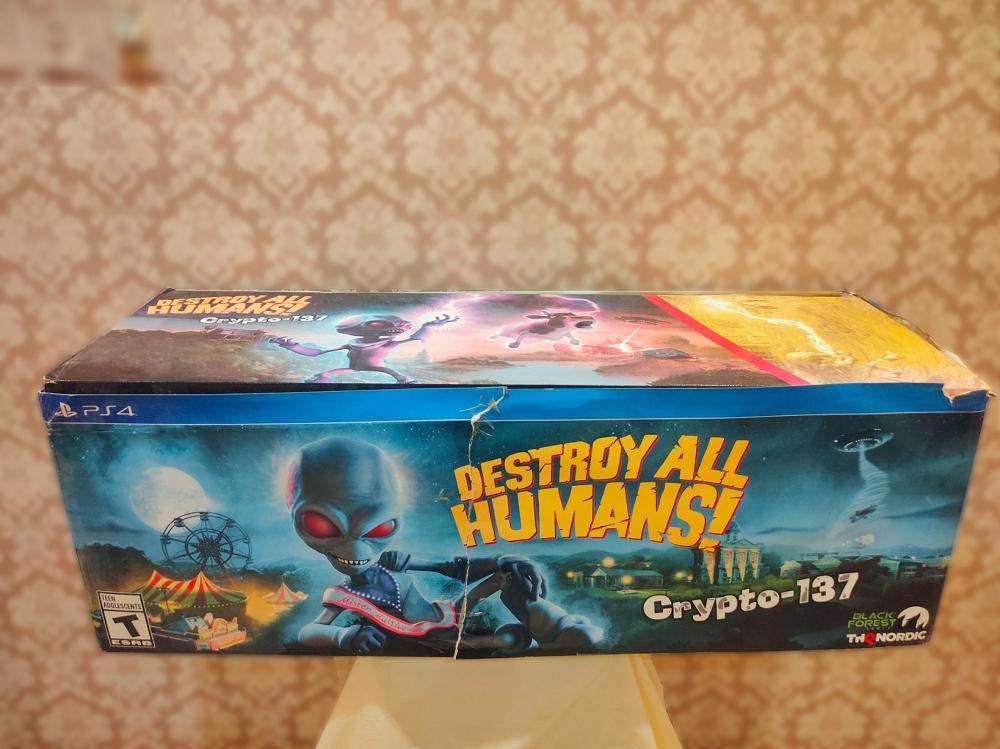 DESTROY ALL
HUMANS!
Crypto-137
PS4
DESTROY ALL
HUMANS!
Crypto-137
TEEN
ADOLESCENTS
T
ESRB
BLACK
FOREST
THQNORDIC